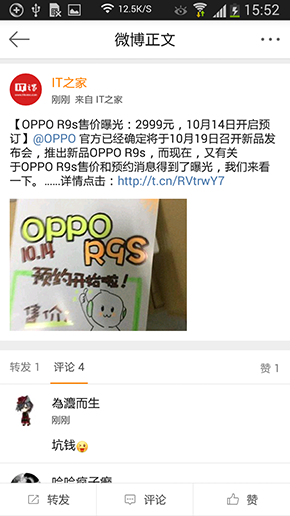 12.5K/S 15:52
微博正文
IT之家
刚刚 来自 IT之家
【OPPO R9s售价曝光：2999元，10月14日开启预
订】@OPPO 官方已经确定将于10月19日召开新品发
布会，推出新品OPPO R9s，而现在，又有关
于OPPO R9s售价和预约消息得到了曝光，我们来看
一下。……详情点击：http://t.cn/RVtrwY7
OPPO
R9S
10.14
预约开始啦！
售价：
转发 1 评论 4 赞 1
為瀌而生
刚刚
坑钱
哈哈疯子癫
转发 评论 赞